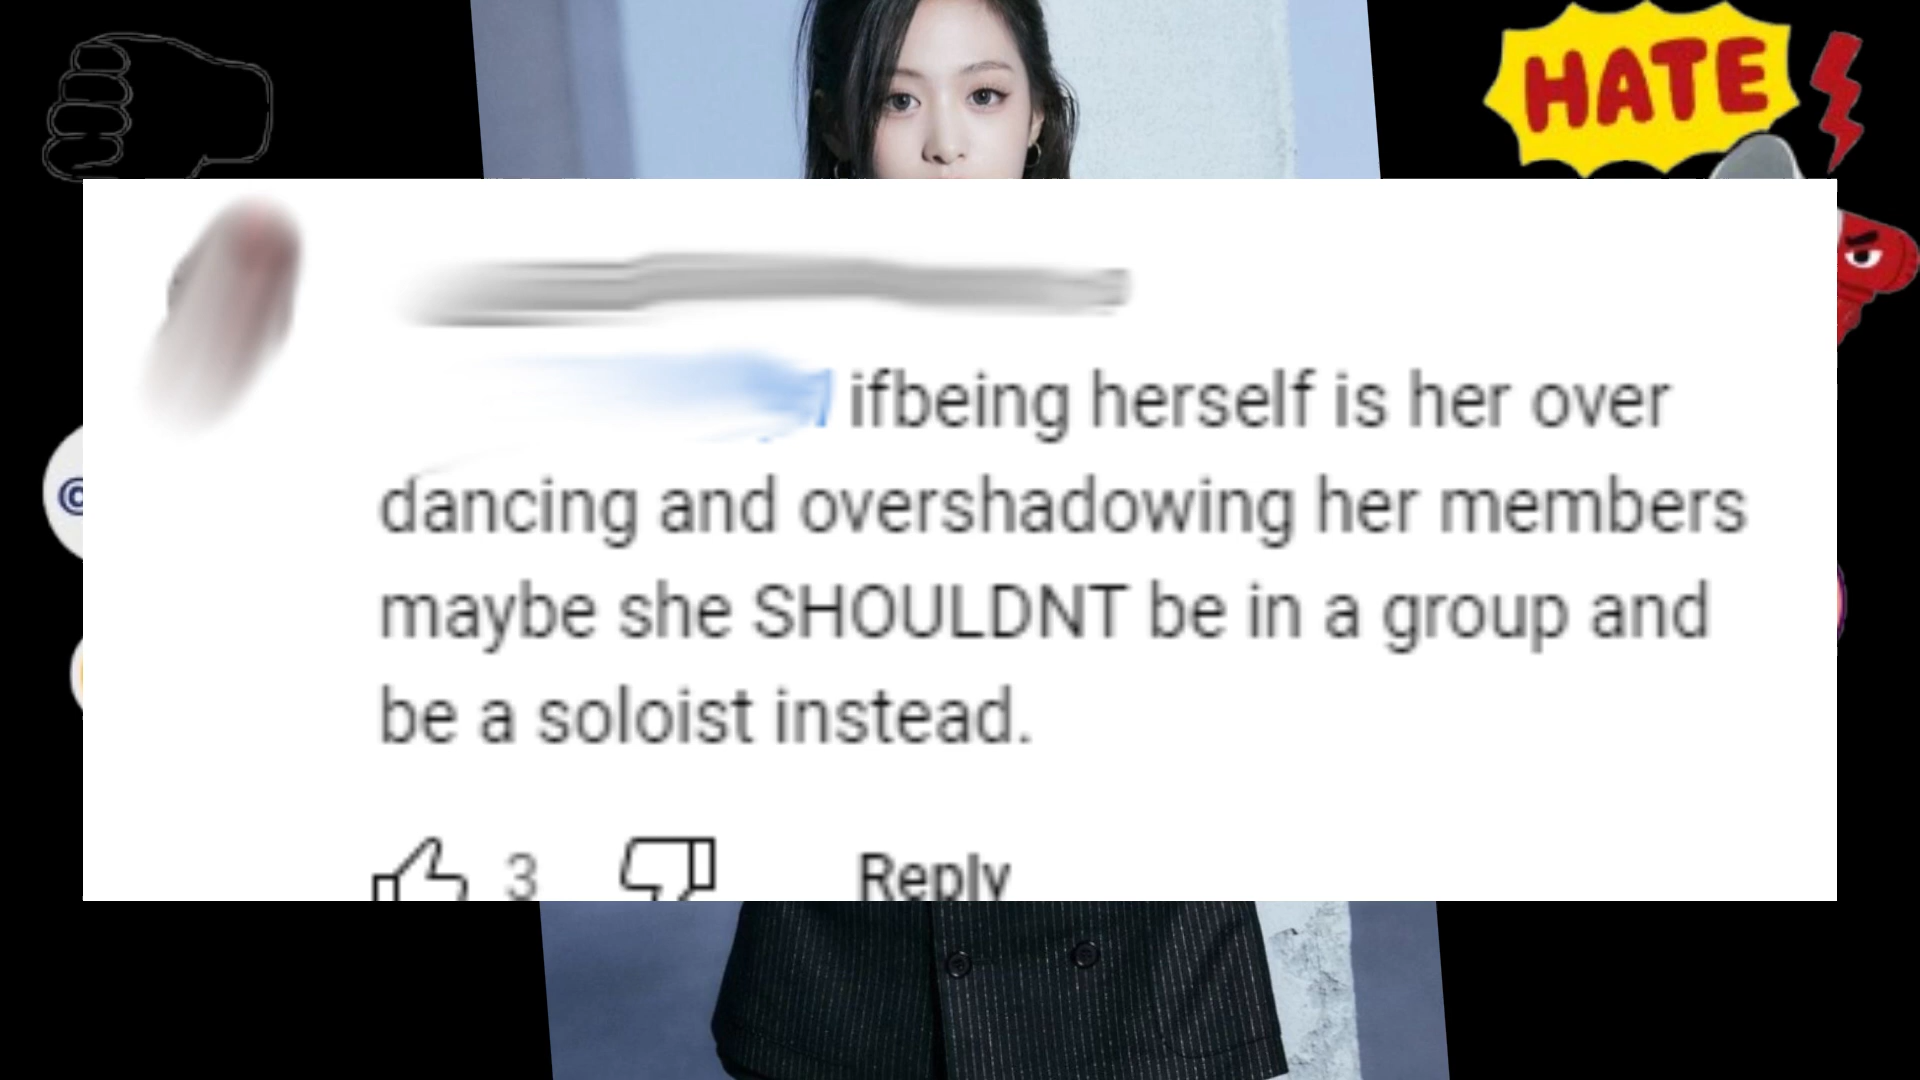 HATE
@
ifbeing herself is her over
dancing and overshadowing her members
maybe she SHOULDNT be in a group and
be a soloist instead.
3
Reply